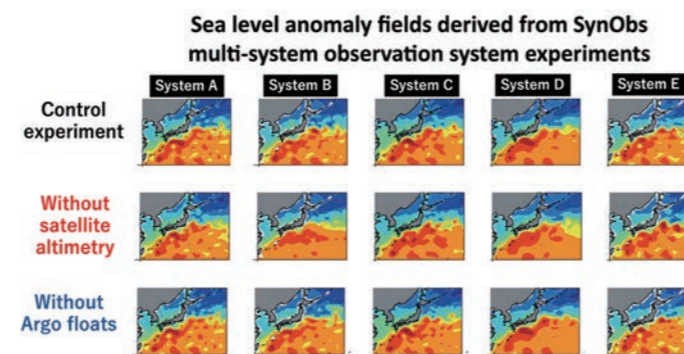 Sea level anomaly fields derived from SynObs
multi-system observation system experiments
System A System B System C System D System E
Control
experiment
Without
satellite
altimetry
Without
Argo floats